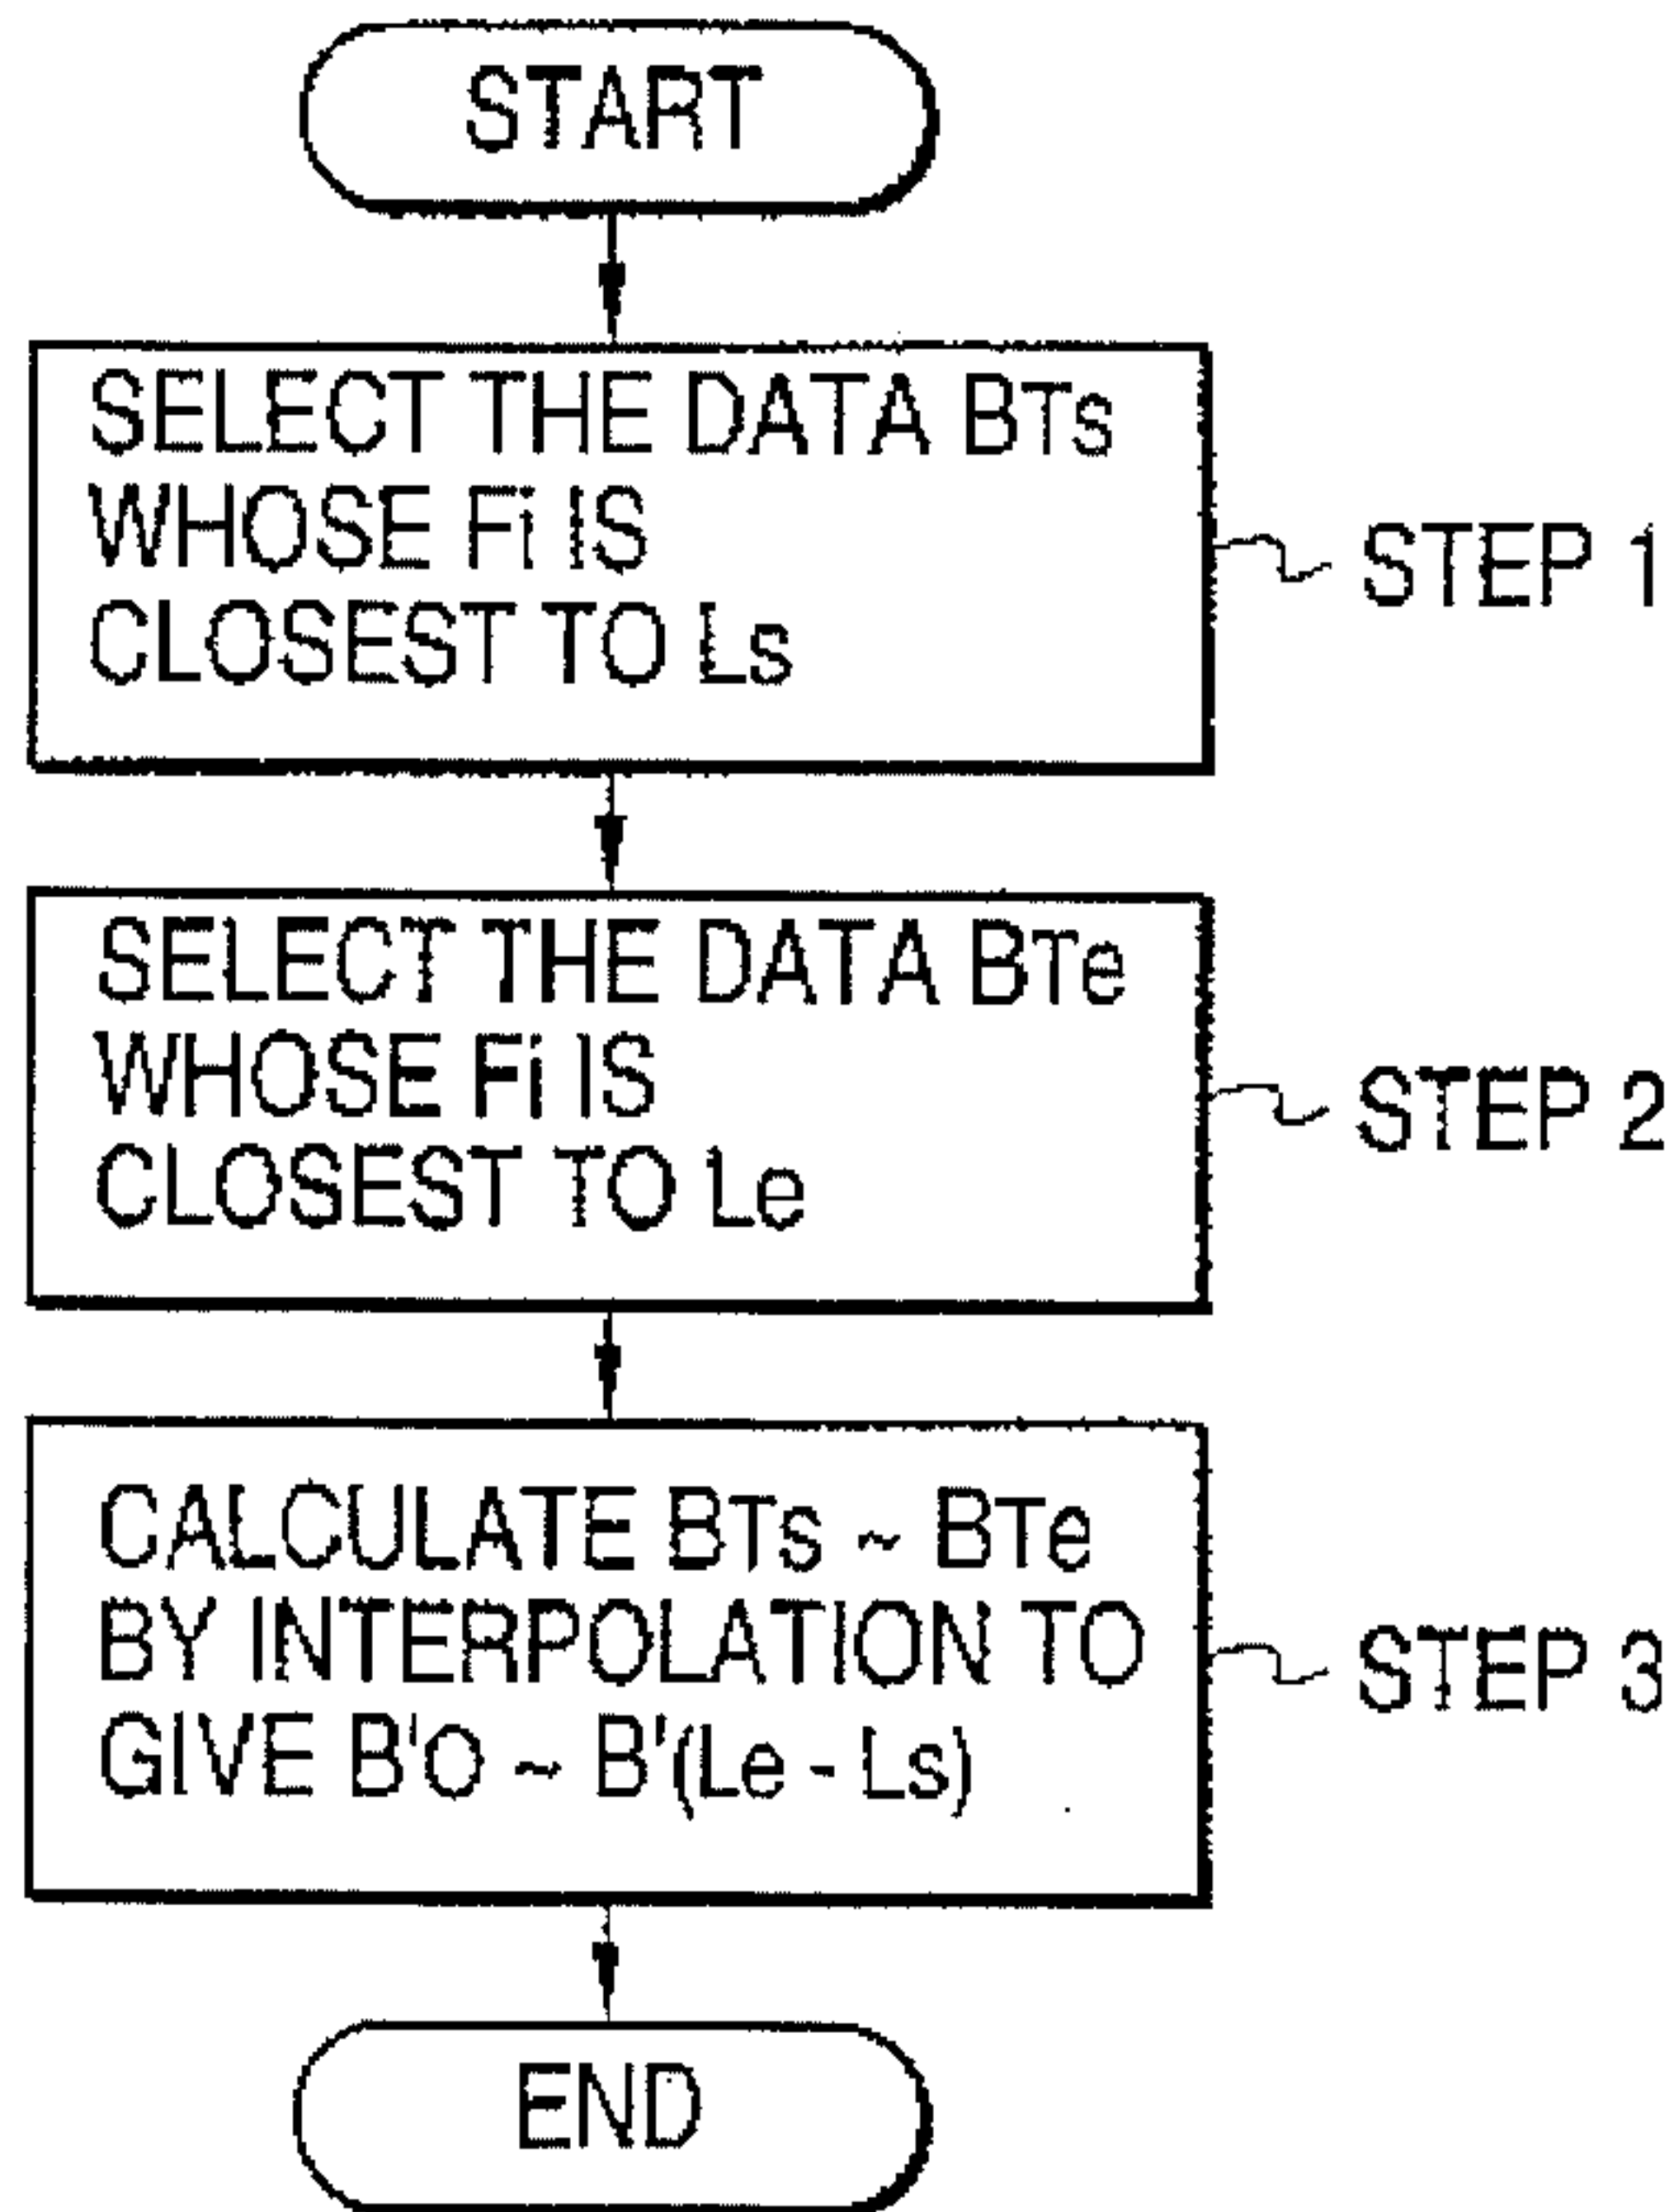 START
SELECT THE DATA BTs
WHOSE Fi IS
CLOSEST TO Ls
STEP 1
SELECT THE DATA BTe
WHOSE Fi IS
CLOSEST TO Le
STEP 2
CALCULATE BTs ~ BTe
BY INTERPOLATION TO
GIVE B'O ~ B'(Le - Ls)
STEP 3
END